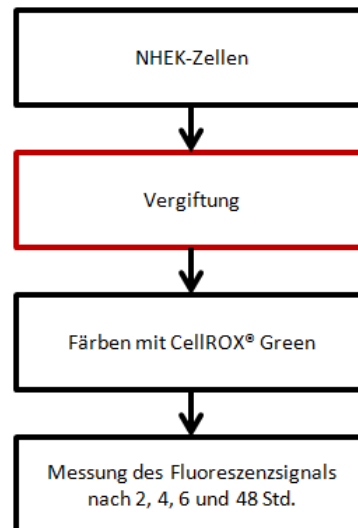 NHEK-Zellen
Vergiftung
Färben mit CellROX® Green
Messung des Fluoreszenzsignals
nach 2, 4, 6 und 48 Std.